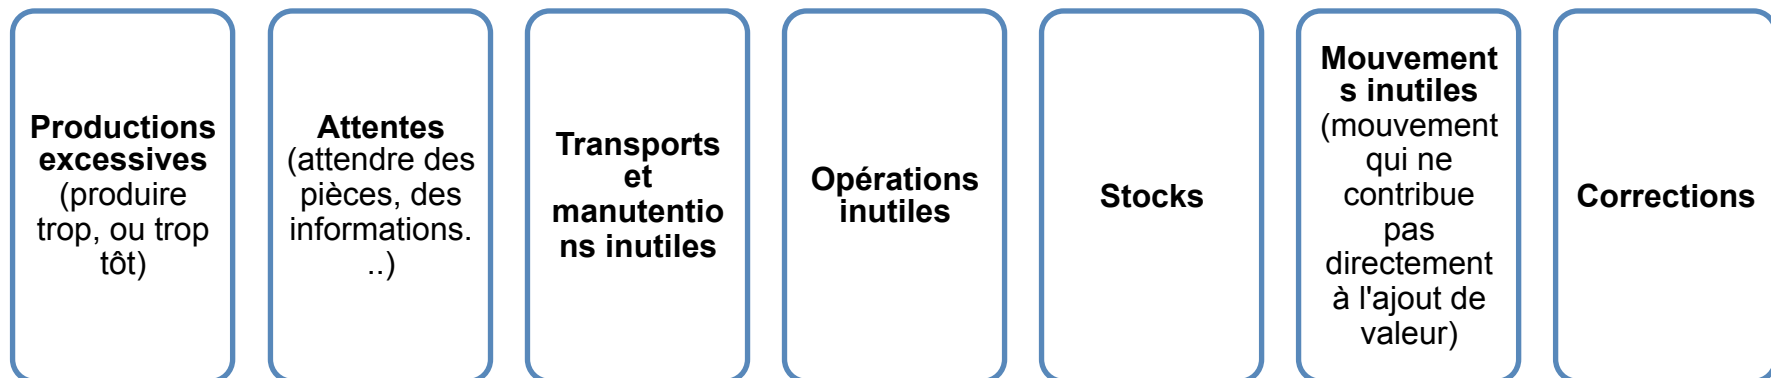 Productions
excessives
(produire
trop, ou trop
tôt)
Attentes
(attendre des
pièces, des
informations.
..)
Transports
et
manutentio
ns inutiles
Opérations
inutiles
Stocks
Mouvement
s inutiles
(mouvement
qui ne
contribue
pas
directement
à l'ajout de
valeur)
Corrections